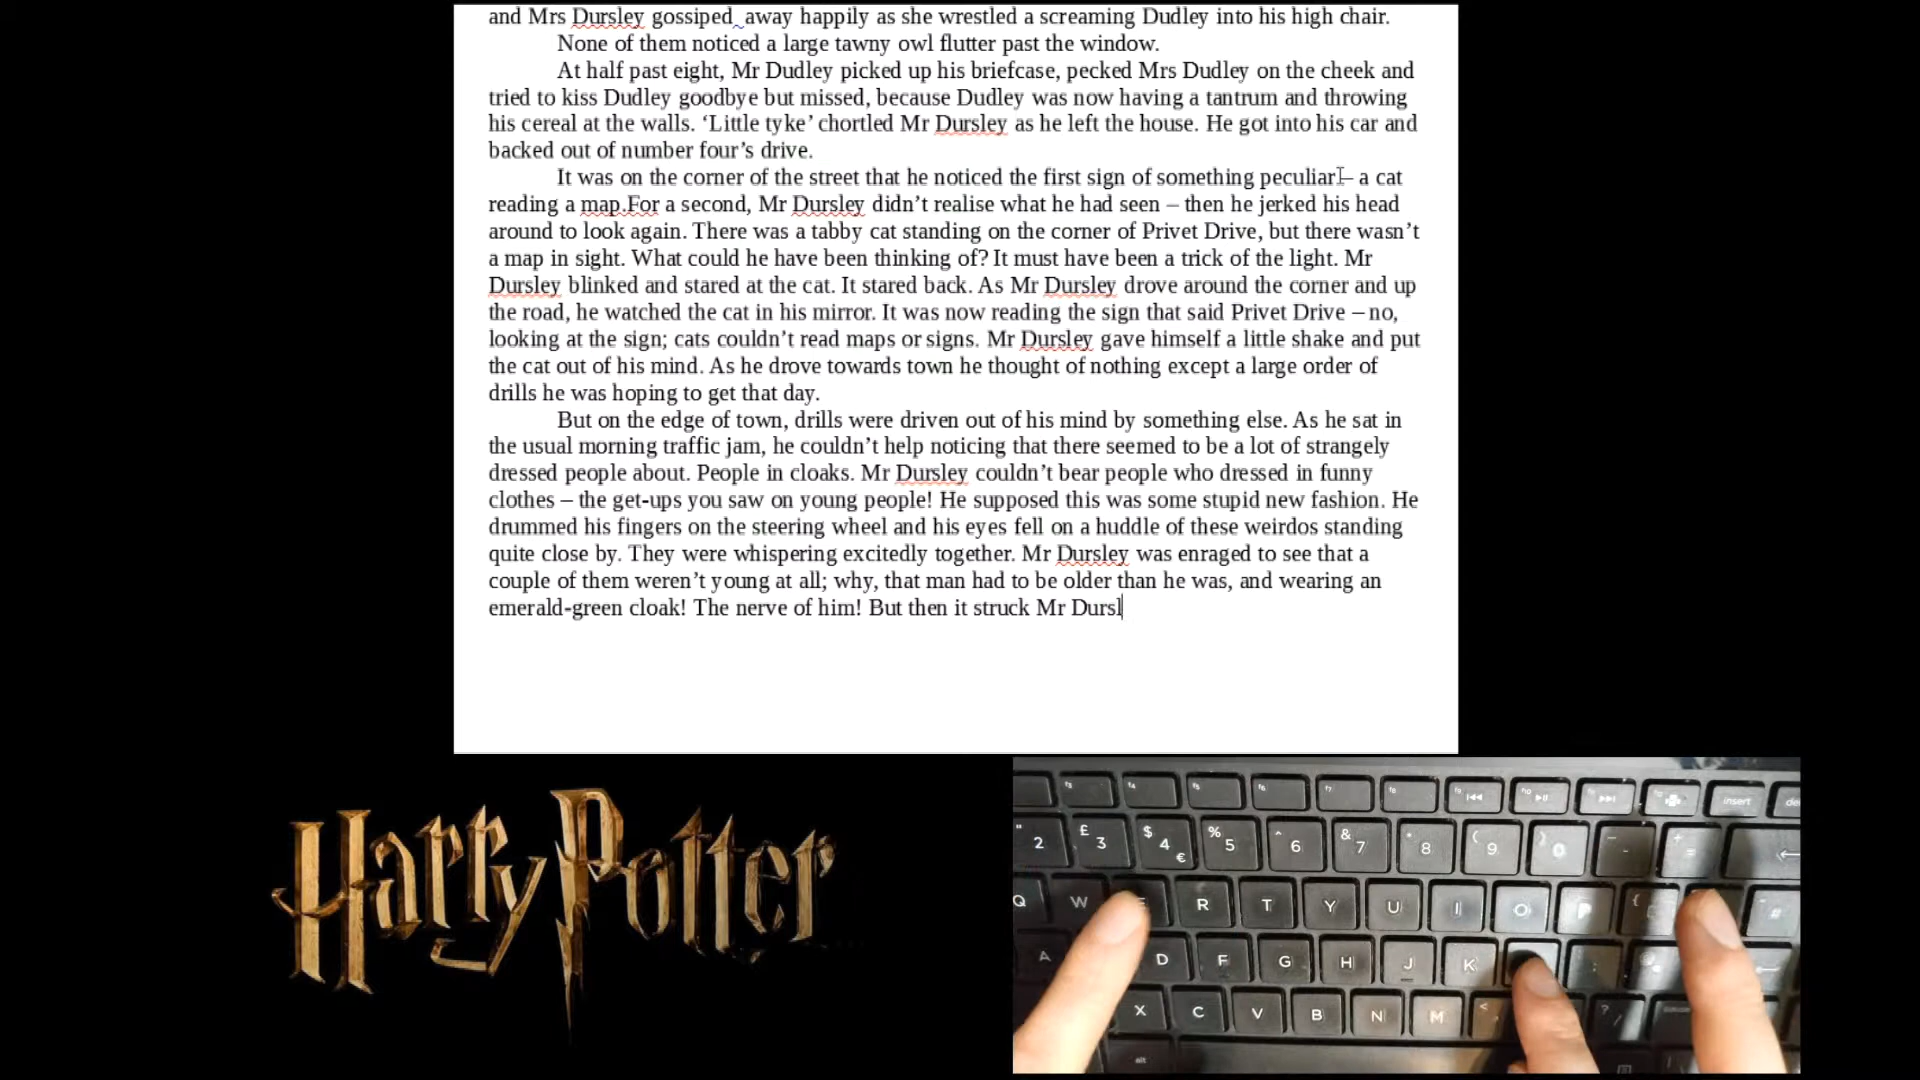 and Mrs Dursley gossiped  away happily as she wrestled a screaming Dudley into his high chair.
None of them noticed a large tawny owl flutter past the window.
At half past eight, Mr Dudley picked up his briefcase, pecked Mrs Dudley on the cheek and
tried to kiss Dudley goodbye but missed, because Dudley was now having a tantrum and throwing
his cereal at the walls. ‘Little tyke’ chortled Mr Dursley as he left the house. He got into his car and
backed out of number four’s drive.
It was on the corner of the street that he noticed the first sign of something peculiar – a cat
reading a map.For a second, Mr Dursley didn’t realise what he had seen – then he jerked his head
around to look again. There was a tabby cat standing on the corner of Privet Drive, but there wasn’t
a map in sight. What could he have been thinking of? It must have been a trick of the light. Mr
Dursley blinked and stared at the cat. It stared back. As Mr Dursley drove around the corner and up
the road, he watched the cat in his mirror. It was now reading the sign that said Privet Drive – no,
looking at the sign; cats couldn’t read maps or signs. Mr Dursley gave himself a little shake and put
the cat out of his mind. As he drove towards town he thought of nothing except a large order of
drills he was hoping to get that day.
But on the edge of town, drills were driven out of his mind by something else. As he sat in
the usual morning traffic jam, he couldn’t help noticing that there seemed to be a lot of strangely
dressed people about. People in cloaks. Mr Dursley couldn’t bear people who dressed in funny
clothes – the get-ups you saw on young people! He supposed this was some stupid new fashion. He
drummed his fingers on the steering wheel and his eyes fell on a huddle of these weirdos standing
quite close by. They were whispering excitedly together. Mr Dursley was enraged to see that a
couple of them weren’t young at all; why, that man had to be older than he was, and wearing an
emerald-green cloak! The nerve of him! But then it struck Mr Dursl
Harry Potter
f3 f4 f5 f6 f7 f8 f9 f10 insert
" 2 £ 3 $ 4 € % 5 ^ 6 & 7 * 8 ( 9 ) 0 - + =
Q W E R T Y U I O P { #
A D F G H J K : @
X C V B N M < ? /
alt